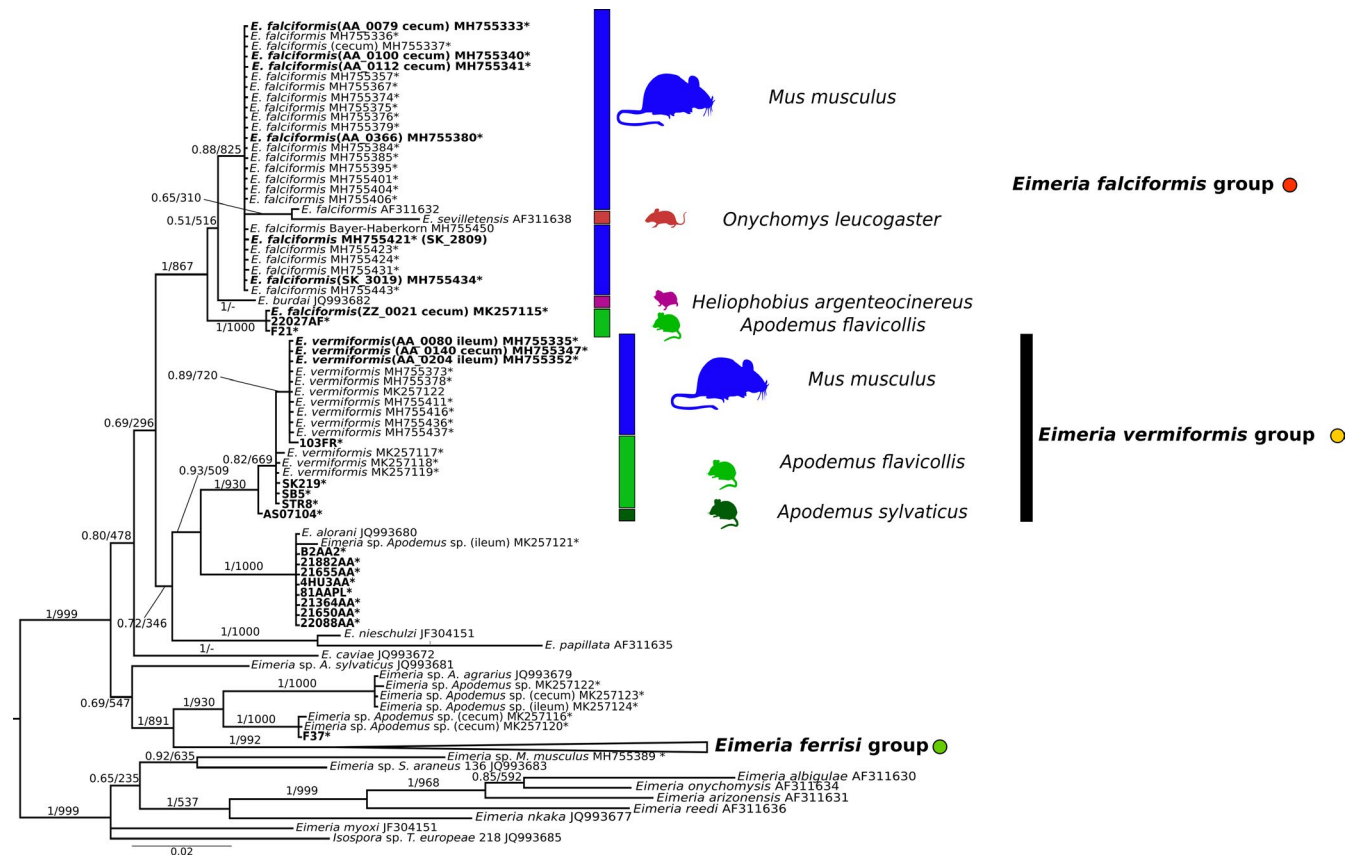 E. falciformis(AA_0079 cecum) MH755333*
E. falciformis MH755336*
E. falciformis (cecum) MH755337*
E. falciformis(AA_0100 cecum) MH755340*
E. falciformis(AA_0112 cecum) MH755341*
E. falciformis MH755357*
E. falciformis MH755367*
E. falciformis MH755374*
E. falciformis MH755375*
E. falciformis MH755376*
E. falciformis MH755379*
E. falciformis(AA_0366) MH755380*
E. falciformis MH755384*
E. falciformis MH755385*
E. falciformis MH755395*
E. falciformis MH755401*
E. falciformis MH755404*
E. falciformis MH755406*
E. falciformis AF311632
E. sevilletensis AF311638
E. falciformis Bayer-Haberkorn MH755450
E. falciformis MH755421* (SK_2809)
E. falciformis MH755423*
E. falciformis MH755424*
E. falciformis MH755431*
E. falciformis(SK_3019) MH755434*
E. falciformis MH755443*
E. burdai JQ993682
E. falciformis(ZZ_0021 cecum) MK257115*
22027AF*
F21*
0.88/825
0.65/310
0.51/516
1/867
1/-
1/1000
Mus musculus
Onychomys leucogaster
Heliophobius argenteocinereus
Apodemus flavicollis
Eimeria falciformis group
E. vermiformis(AA_0080 ileum) MH755335*
E. vermiformis (AA_0140 cecum) MH755347*
E. vermiformis(AA_0204 ileum) MH755352*
E. vermiformis MH755373*
E. vermiformis MH755378*
E. vermiformis MK257122
E. vermiformis MH755411*
E. vermiformis MH755416*
E. vermiformis MH755436*
E. vermiformis MH755437*
103FR*
E. vermiformis MK257117*
E. vermiformis MK257118*
E. vermiformis MK257119*
SK219*
SB5*
STR8*
AS07104*
0.89/720
0.69/296
0.82/669
0.93/509
1/930
Mus musculus
Apodemus flavicollis
Apodemus sylvaticus
Eimeria vermiformis group
E. alorani JQ993680
Eimeria sp. Apodemus sp. (ileum) MK257121*
B2AA2*
21882AA*
21655AA*
4HU3AA*
81AAPL*
21364AA*
21650AA*
22088AA*
0.80/478
1/1000
0.72/346
1/999
E. nieschulzi JF304151
E. papillata AF311635
1/1000
1/-
E. caviae JQ993672
Eimeria sp. A. sylvaticus JQ993681
Eimeria sp. A. agrarius JQ993679
Eimeria sp. Apodemus sp. MK257122*
Eimeria sp. Apodemus sp. (cecum) MK257123*
Eimeria sp. Apodemus sp. (ileum) MK257124*
Eimeria sp. Apodemus sp. (cecum) MK257116*
Eimeria sp. Apodemus sp. (cecum) MK257120*
F37*
0.69/547
1/1000
1/930
1/891
1/1000
1/992
Eimeria ferrisi group
Eimeria sp. M. musculus MH755389 *
Eimeria sp. S. araneus 136 JQ993683
Eimeria albigulae AF311630
Eimeria onychomysis AF311634
Eimeria arizonensis AF311631
Eimeria reedi AF311636
Eimeria nkaka JQ993677
Eimeria myoxi JF304151
Isospora sp. T. europeae 218 JQ993685
0.92/635
0.65/235
0.85/592
1/968
1/999
1/537
1/999
0.02